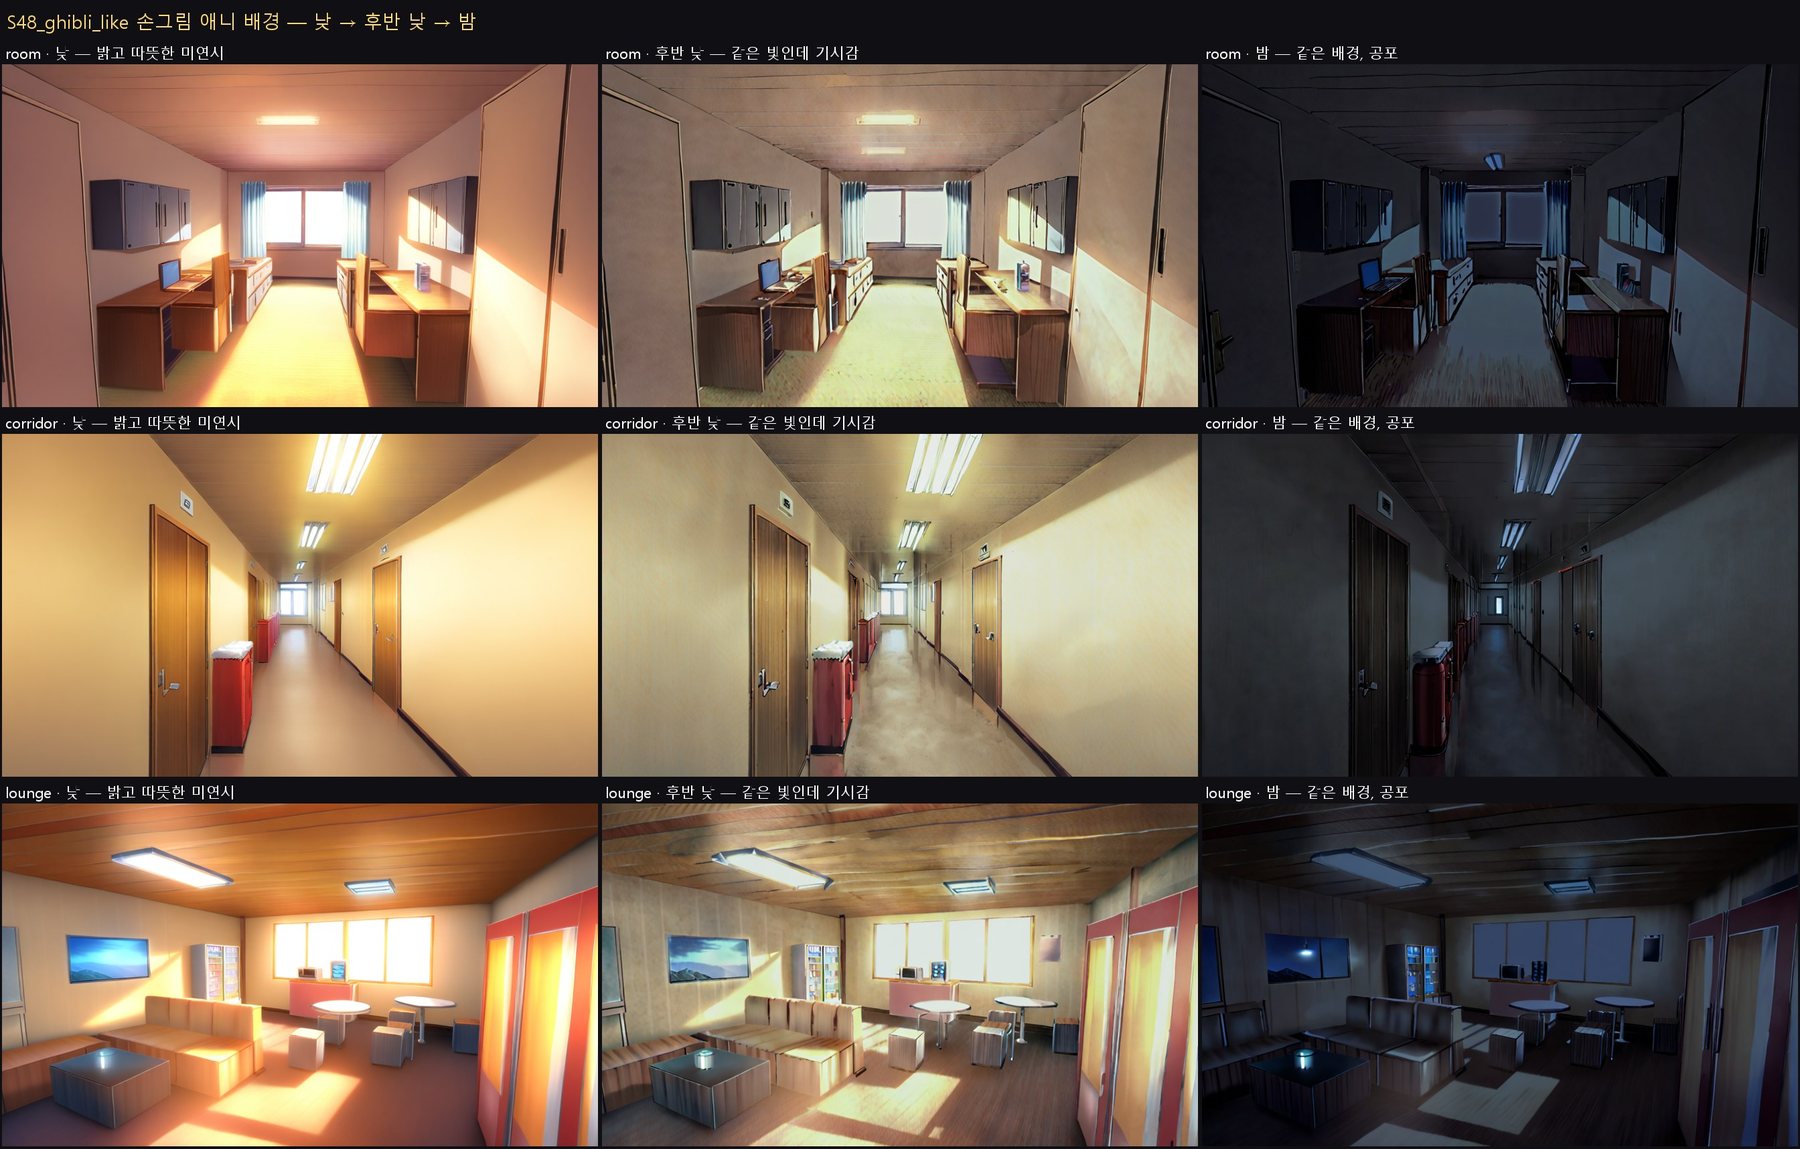 S48_ghibli_like 손그림 애니 배경 — 낮 → 후반 낮 → 밤
room · 낮 — 밝고 따뜻한 미연시
room · 후반 낮 — 같은 빛인데 기시감
room · 밤 — 같은 배경, 공포
corridor · 낮 — 밝고 따뜻한 미연시
corridor · 후반 낮 — 같은 빛인데 기시감
corridor · 밤 — 같은 배경, 공포
lounge · 낮 — 밝고 따뜻한 미연시
lounge · 후반 낮 — 같은 빛인데 기시감
lounge · 밤 — 같은 배경, 공포